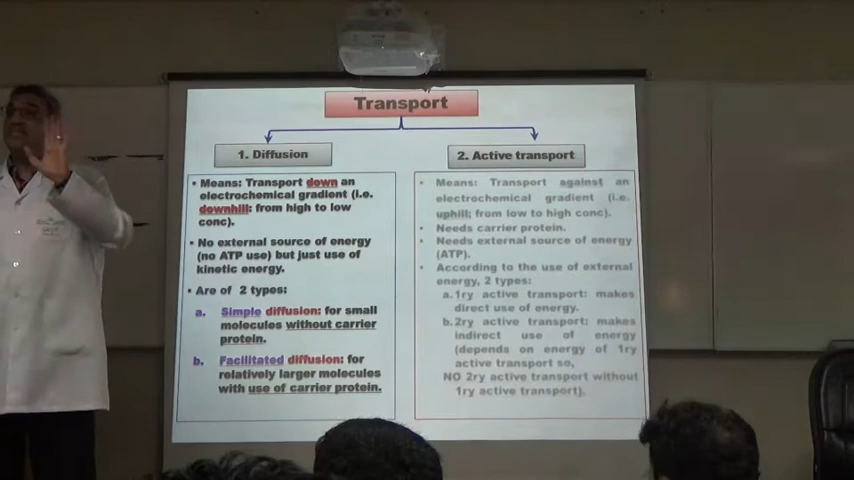 Transport
1. Diffusion
• Means: Transport down an
electrochemical gradient (i.e.
downhill: from high to low
conc).
• No external source of energy
(no ATP use) but just use of
kinetic energy.
• Are of 2 types:
a. Simple diffusion: for small
molecules without carrier
protein.
b. Facilitated diffusion: for
relatively larger molecules
with use of carrier protein.
2. Active transport
• Means: Transport against an
electrochemical gradient (i.e.
uphill; from low to high conc).
• Needs carrier protein.
• Needs external source of energy
(ATP).
• According to the use of external
energy, 2 types:
a. 1ry active transport: makes
direct use of energy.
b. 2ry active transport: makes
indirect use of energy
(depends on energy of 1ry
active transport so,
NO 2ry active transport without
1ry active transport).